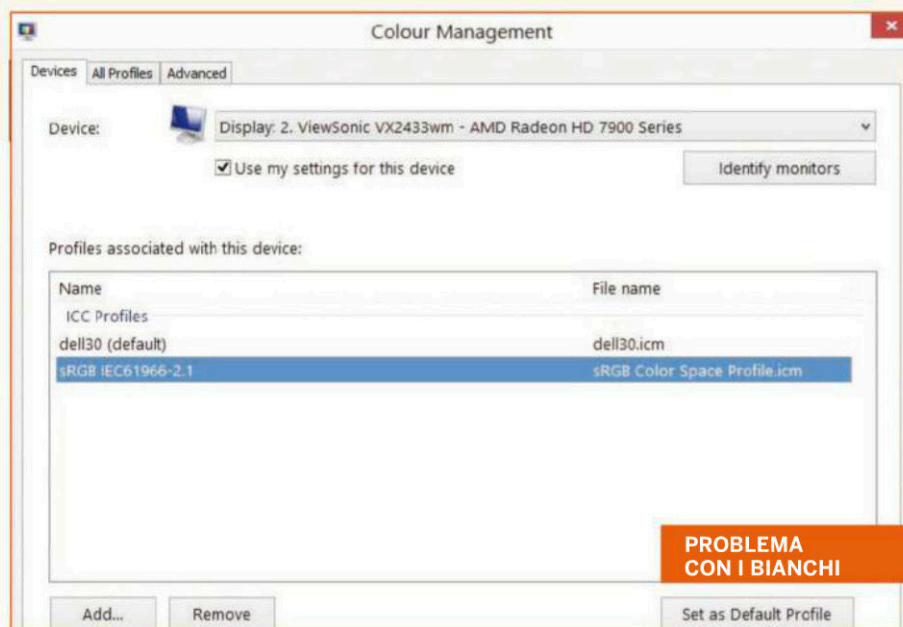 Colour Management
Devices All Profiles Advanced
Device: Display: 2. ViewSonic VX2433wm - AMD Radeon HD 7900 Series
Use my settings for this device Identify monitors
Profiles associated with this device:
Name File name
ICC Profiles
dell30 (default) dell30.icm
sRGB IEC61966-2.1 sRGB Color Space Profile.icm
PROBLEMA
CON I BIANCHI
Add... Remove Set as Default Profile